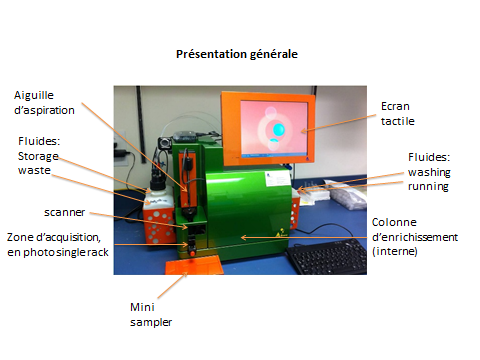 Présentation générale
Aiguille
d'aspiration
Ecran
tactile
Fluides:
Storage
waste
Fluides:
washing
running
scanner
Zone d'acquisition,
en photo single rack
Colonne
d'enrichissement
(interne)
Mini
sampler